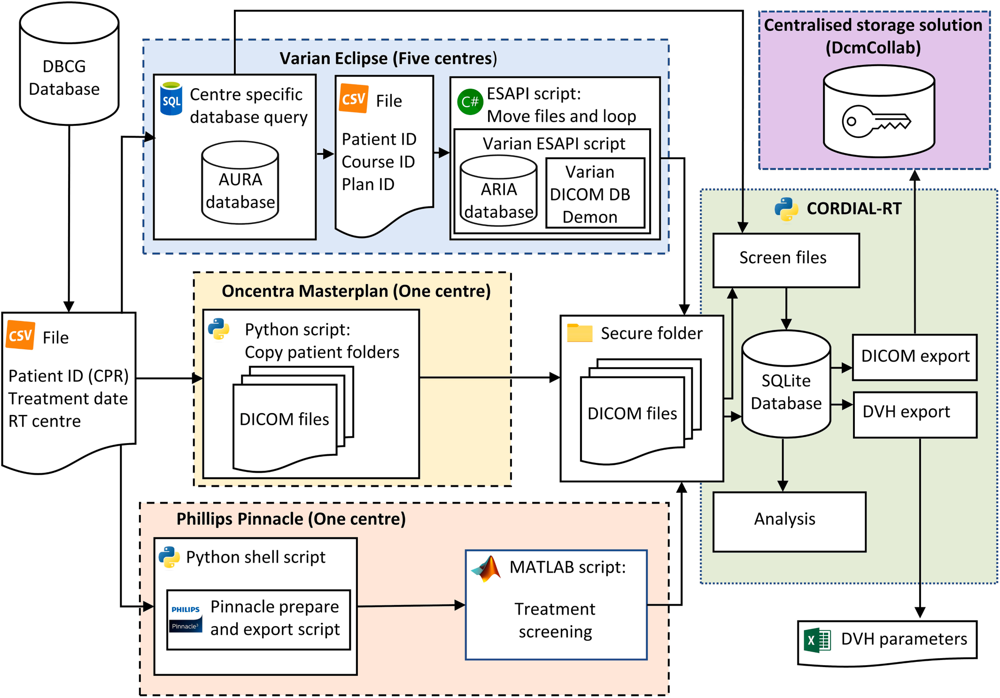 DBCG
Database
CSV
File
Patient ID (CPR)
Treatment date
RT centre
Varian Eclipse (Five centres)
SQL
Centre specific
database query
AURA
database
CSV
File
Patient ID
Course ID
Plan ID
C#
ESAPI script:
Move files and loop
Varian ESAPI script
ARIA
database
Varian
DICOM DB
Demon
Oncentra Masterplan (One centre)
Python script:
Copy patient folders
DICOM files
Phillips Pinnacle (One centre)
Python shell script
PHILIPS
Pinnacle³
Pinnacle prepare
and export script
MATLAB script:
Treatment
screening
Secure folder
DICOM files
Centralised storage solution
(DcmCollab)
CORDIAL-RT
Screen files
SQLite
Database
DICOM export
DVH export
Analysis
X
DVH parameters